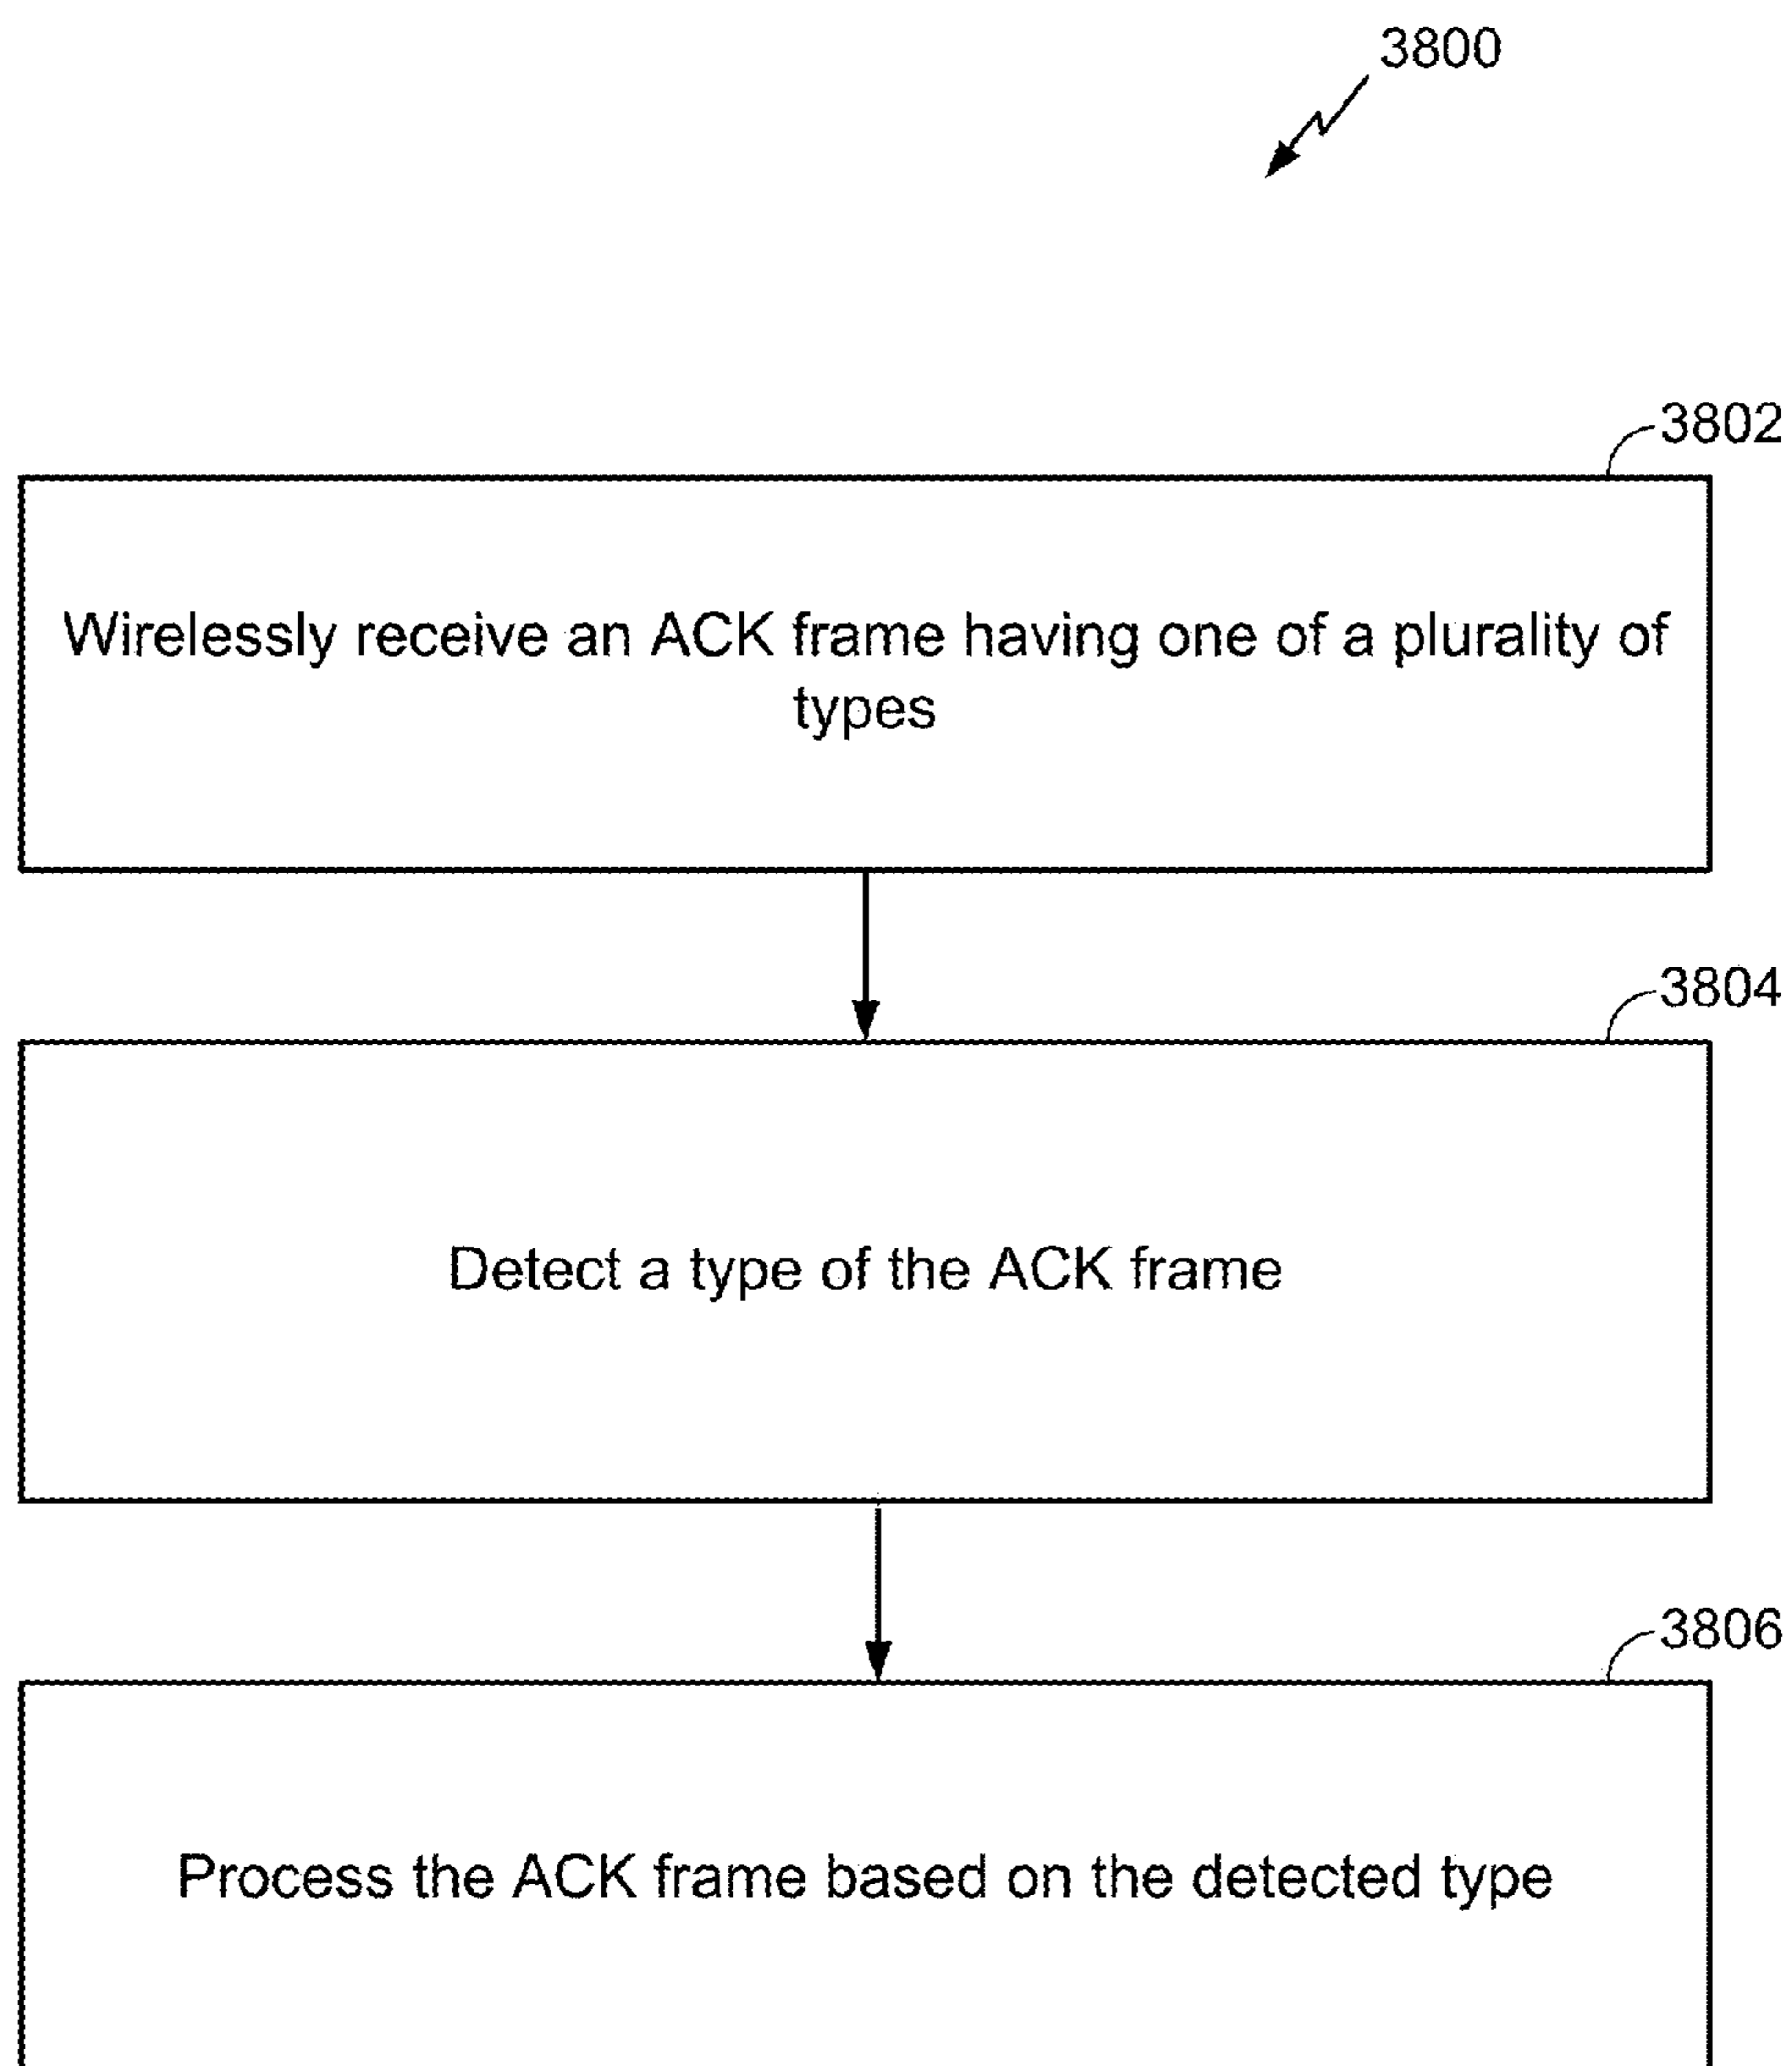 3800
3802
Wirelessly receive an ACK frame having one of a plurality of
types
3804
Detect a type of the ACK frame
3806
Process the ACK frame based on the detected type